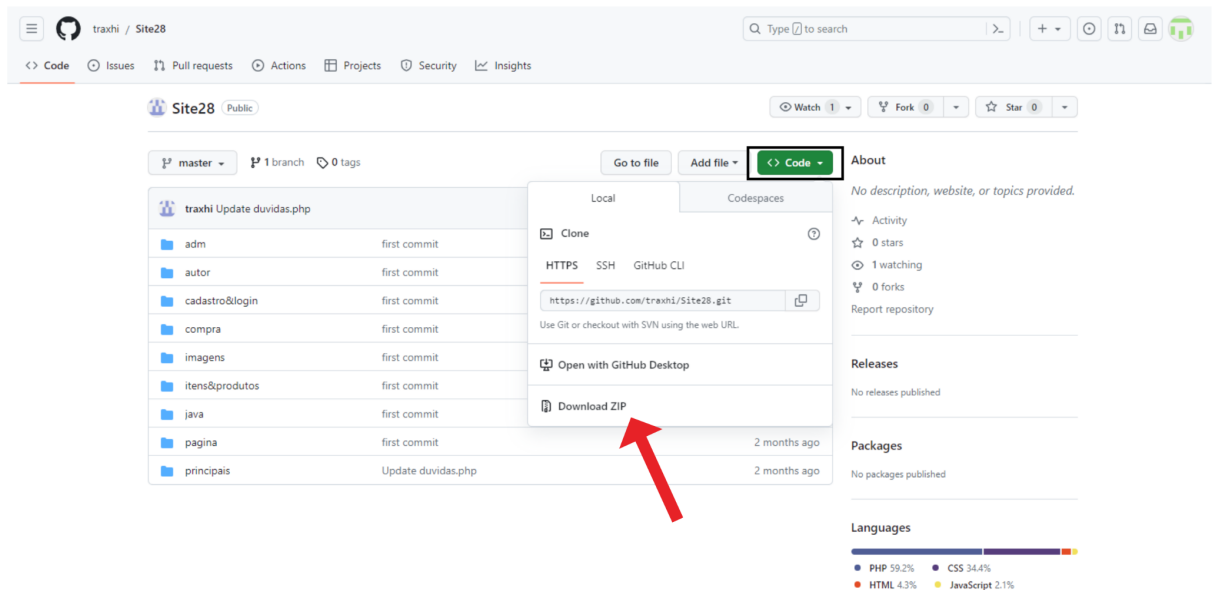 traxhi / Site28
Type / to search
Code Issues Pull requests Actions Projects Security Insights
Site28 Public
Watch 1 Fork 0 Star 0
master 1 branch 0 tags Go to file Add file Code
traxhi Update duvidas.php
adm first commit
autor first commit
cadastro&login first commit
compra first commit
imagens first commit
itens&produtos first commit
java first commit
pagina first commit 2 months ago
principais Update duvidas.php 2 months ago
Local Codespaces
Clone
HTTPS SSH GitHub CLI
https://github.com/traxhi/Site28.git
Use Git or checkout with SVN using the web URL.
Open with GitHub Desktop
Download ZIP
About
No description, website, or topics provided.
Activity
0 stars
1 watching
0 forks
Report repository
Releases
No releases published
Packages
No packages published
Languages
PHP 59.2% CSS 34.4%
HTML 4.3% JavaScript 2.1%